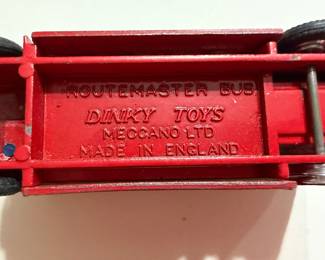 ROUTEMASTER BUS
DINKY TOYS
MECCANO LTD
MADE IN ENGLAND